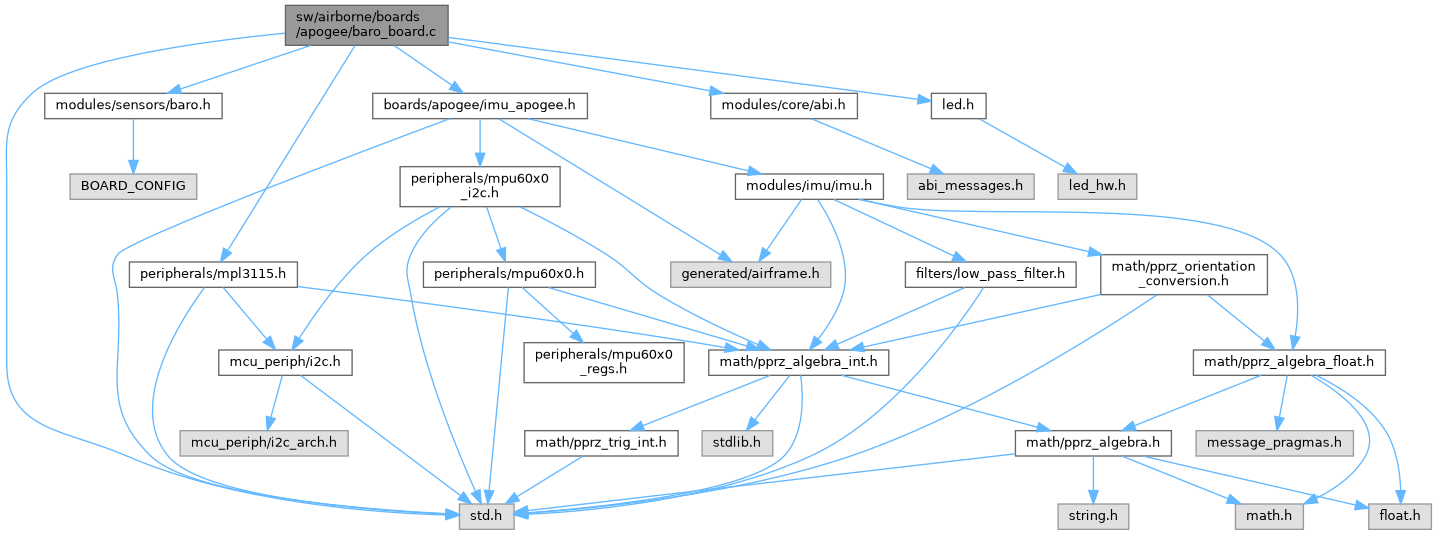 sw/airborne/boards
/apogee/baro_board.c
modules/sensors/baro.h
boards/apogee/imu_apogee.h
modules/core/abi.h
led.h
BOARD_CONFIG
peripherals/mpu60x0
_i2c.h
modules/imu/imu.h
abi_messages.h
led_hw.h
peripherals/mpl3115.h
peripherals/mpu60x0.h
generated/airframe.h
filters/low_pass_filter.h
math/pprz_orientation
_conversion.h
mcu_periph/i2c.h
peripherals/mpu60x0
_regs.h
math/pprz_algebra_int.h
math/pprz_algebra_float.h
mcu_periph/i2c_arch.h
math/pprz_trig_int.h
stdlib.h
math/pprz_algebra.h
message_pragmas.h
std.h
string.h
math.h
float.h